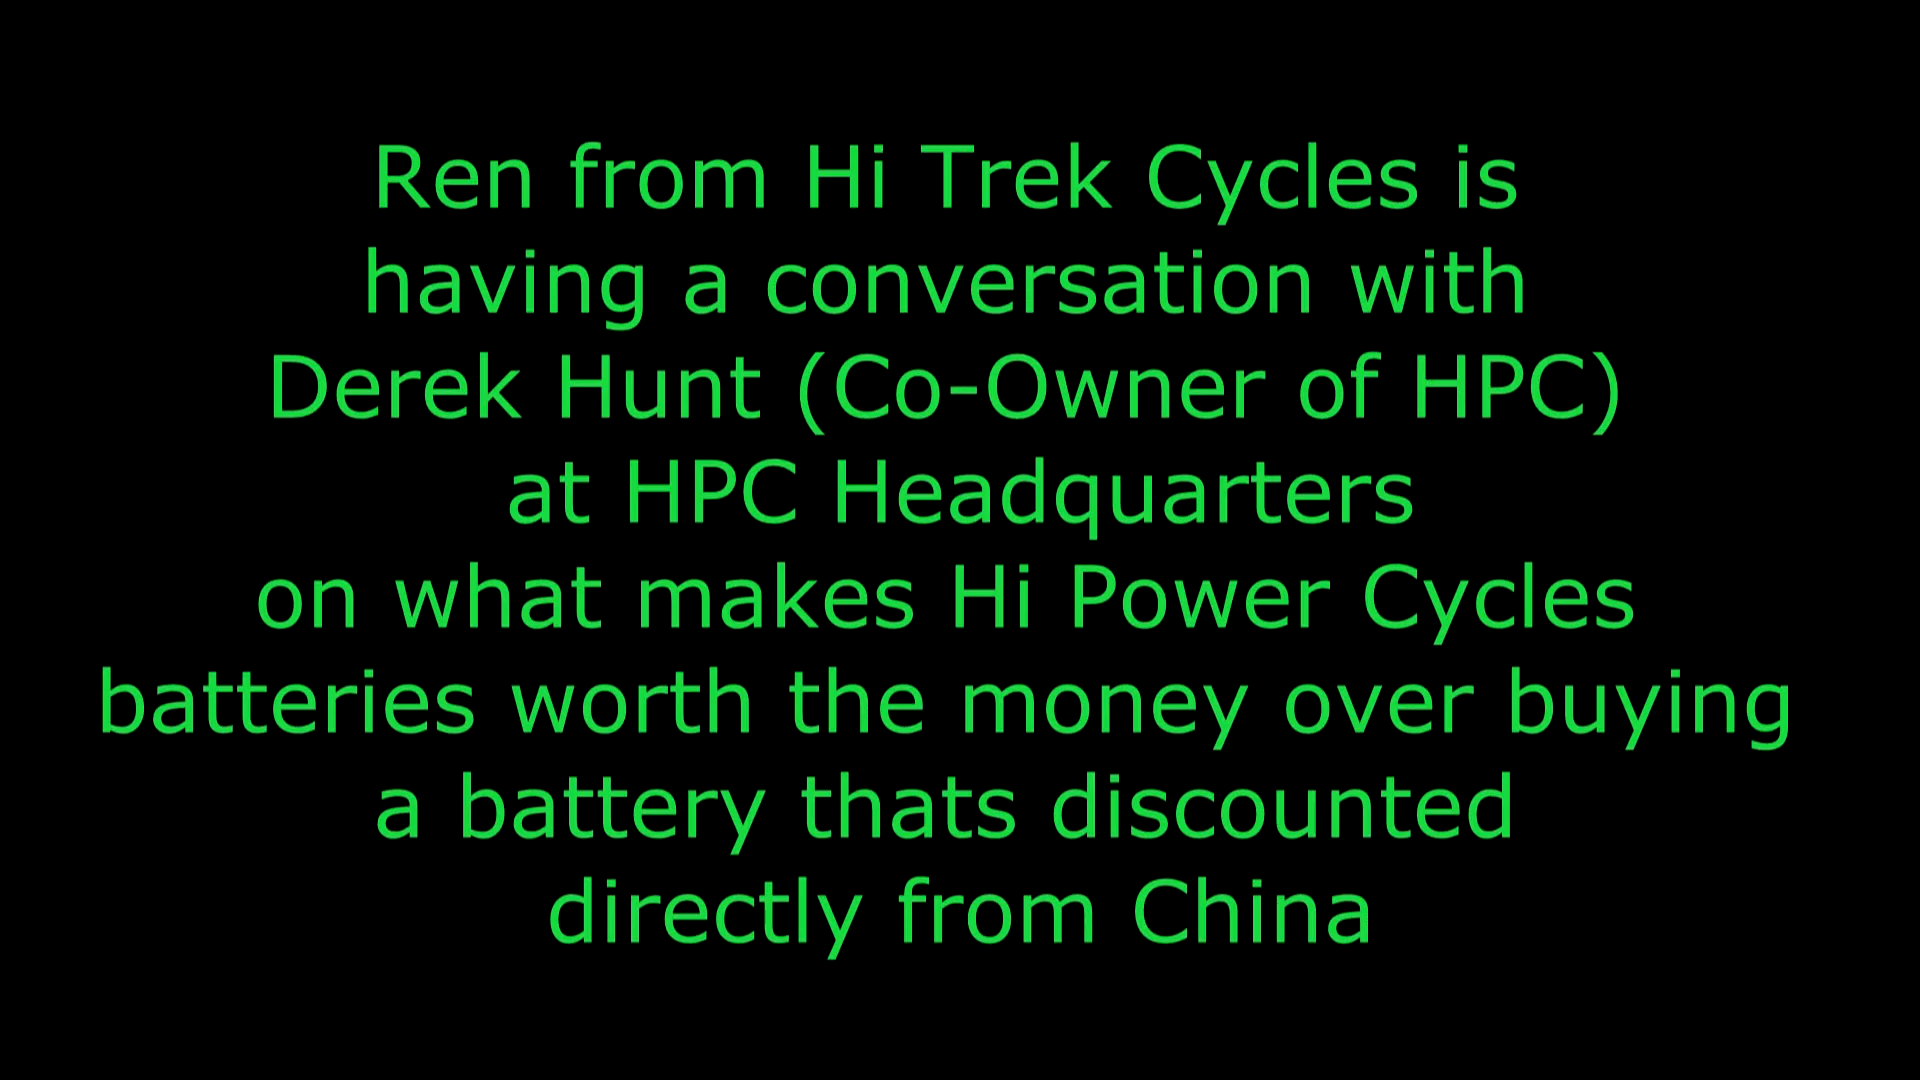 Ren from Hi Trek Cycles is
having a conversation with
Derek Hunt (Co-Owner of HPC)
at HPC Headquarters
on what makes Hi Power Cycles
batteries worth the money over buying
a battery thats discounted
directly from China